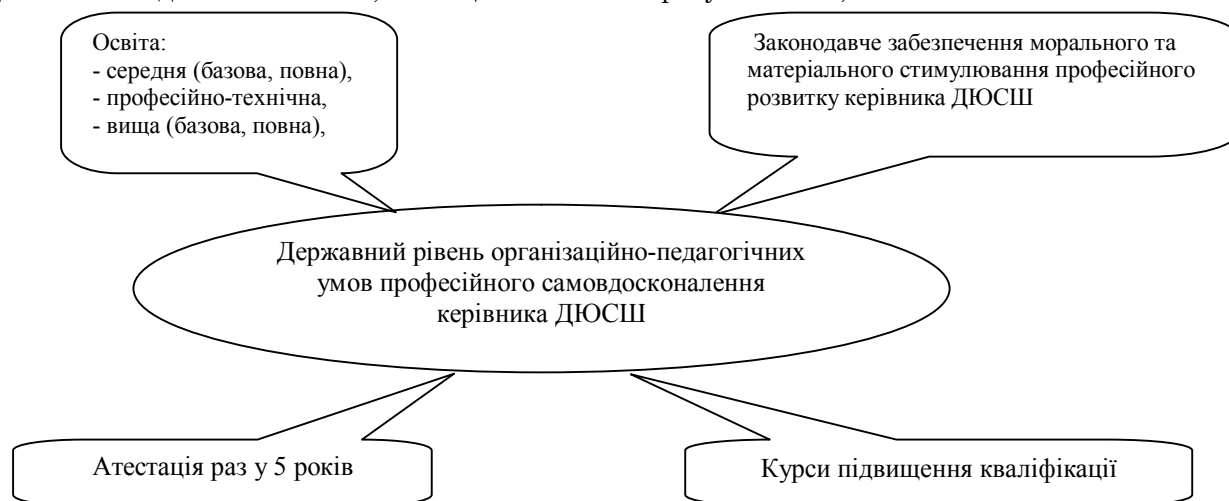 Освіта:
- середня (базова, повна),
- професійно-технічна,
- вища (базова, повна),
Законодавче забезпечення морального та
матеріального стимулювання професійного
розвитку керівника ДЮСШ
Державний рівень організаційно-педагогічних
умов професійного самовдосконалення
керівника ДЮСШ
Атестація раз у 5 років
Курси підвищення кваліфікації